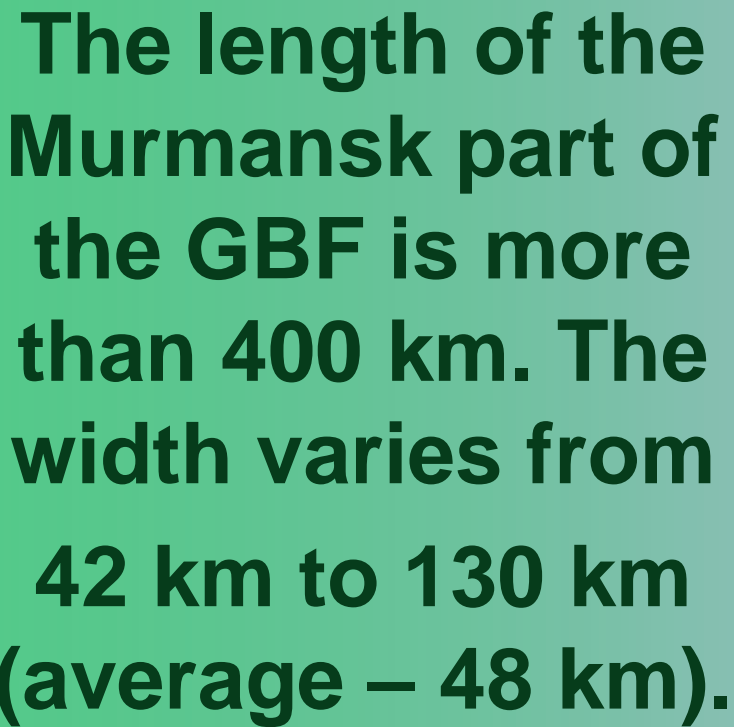 The length of the
Murmansk part of
the GBF is more
than 400 km. The
width varies from
42 km to 130 km
(average – 48 km).